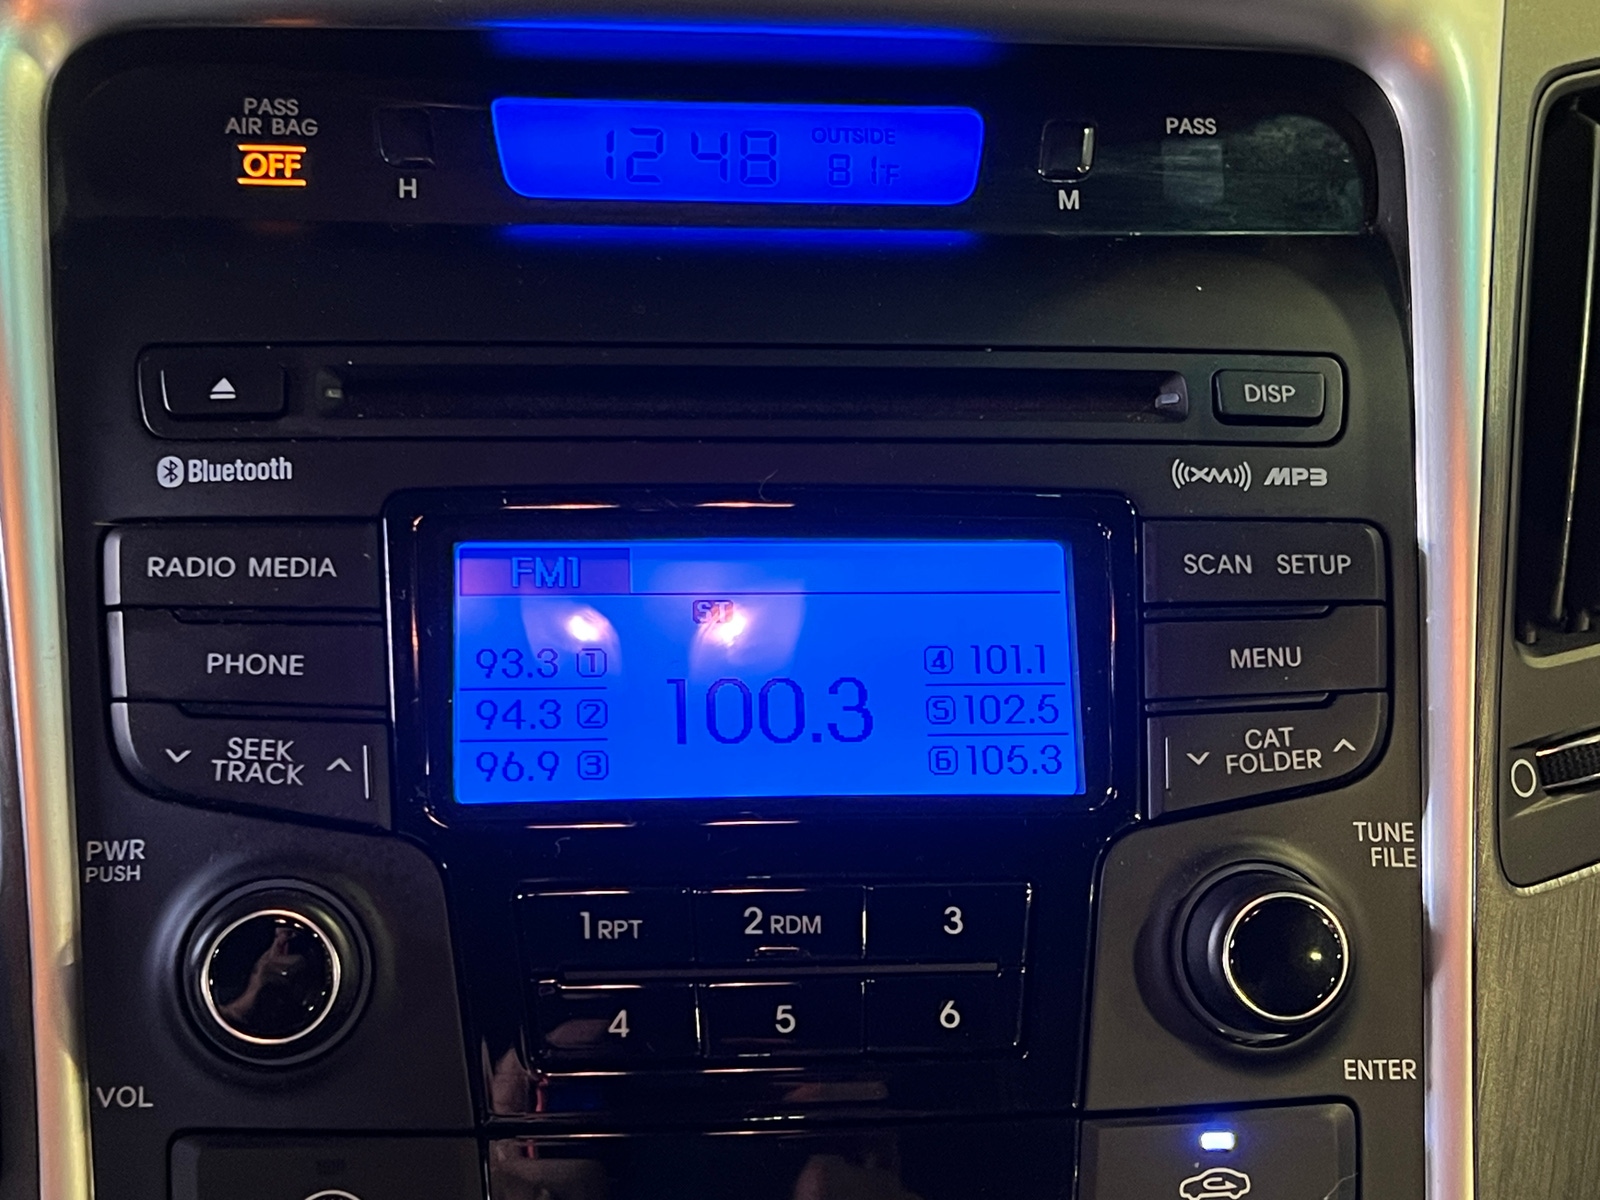 PASS
AIR BAG
OFF
H
12 48
OUTSIDE
81°F
M
PASS
DISP
Bluetooth
((XM)) MP3
RADIO MEDIA
PHONE
SEEK
TRACK
FM1
ST
93.3 1
94.3 2
96.9 3
100.3
4 101.1
5 102.5
6 105.3
SCAN SETUP
MENU
CAT
FOLDER
PWR
PUSH
VOL
1 RPT
2 RDM
3
4
5
6
TUNE
FILE
ENTER